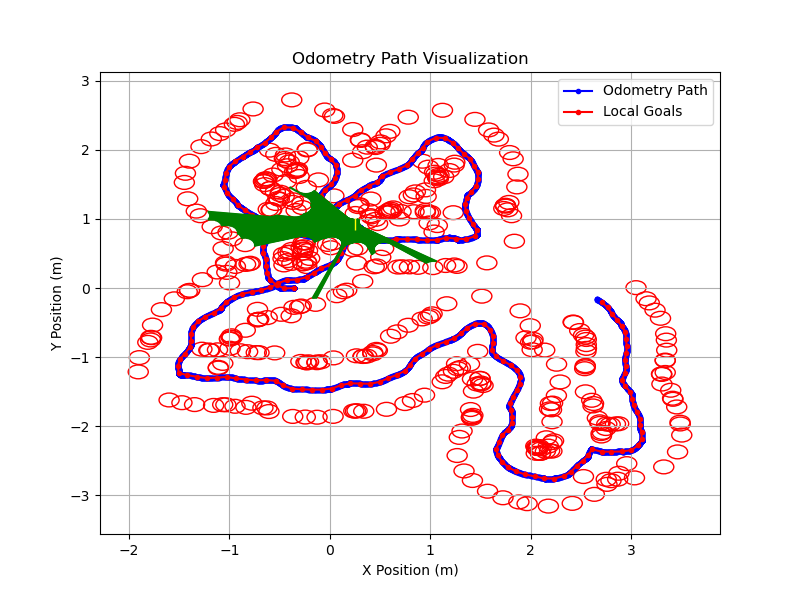 Odometry Path Visualization
Odometry Path
Local Goals
Y Position (m)
3
2
1
0
−1
−2
−3
−2
−1
0
1
2
3
X Position (m)